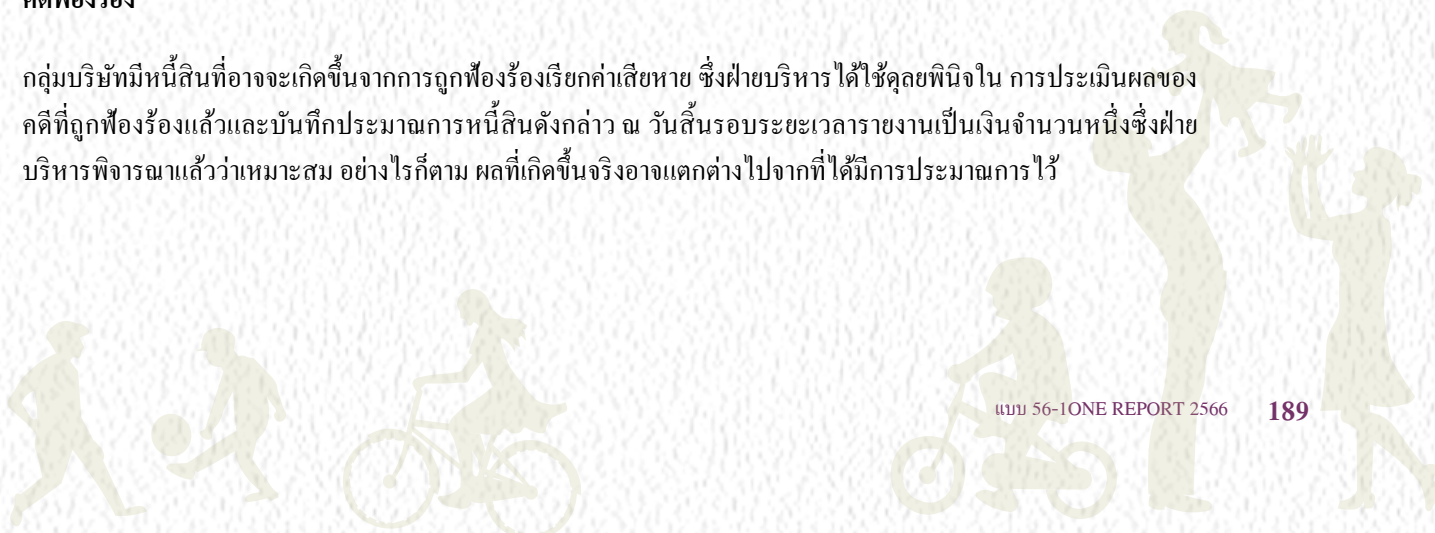 คดีฟ้องร้อง
กลุ่มบริษัทมีหนี้สินที่อาจจะเกิดขึ้นจากการถูกฟ้องร้องเรียกค่าเสียหาย ซึ่งฝ่ายบริหารได้ใช้ดุลยพินิจใน การประเมินผลของ
คดีที่ถูกฟ้องร้องแล้วและบันทึกประมาณการหนี้สินดังกล่าว ณ วันสิ้นรอบระยะเวลารายงานเป็นเงินจำนวนหนึ่งซึ่งฝ่าย
บริหารพิจารณาแล้วว่าเหมาะสม อย่างไรก็ตาม ผลที่เกิดขึ้นจริงอาจแตกต่างไปจากที่ได้มีการประมาณการไว้
แบบ 56-1ONE REPORT 2566 189